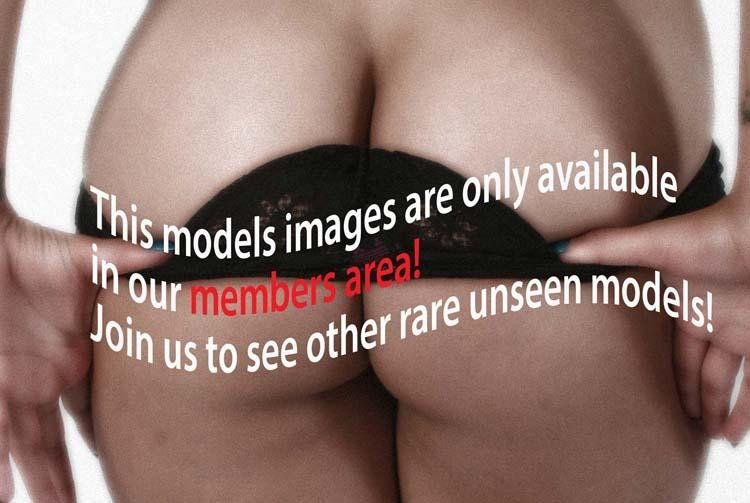 This models images are only available
in our members area!
Join us to see other rare unseen models!